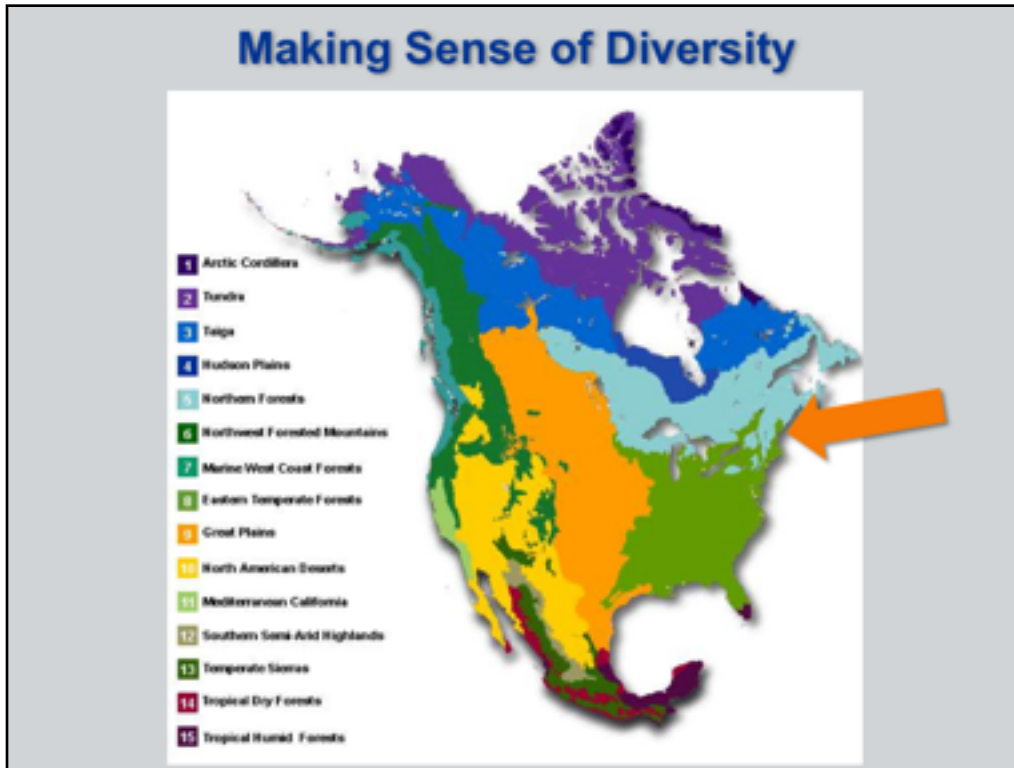 Making Sense of Diversity
1 Arctic Cordillera
2 Tundra
3 Taiga
4 Hudson Plains
5 Northern Forests
6 Northwest Forested Mountains
7 Marine West Coast Forests
8 Eastern Temperate Forests
9 Great Plains
10 North American Deserts
11 Mediterranean California
12 Southern Semi-Arid Highlands
13 Temperate Sierras
14 Tropical Dry Forests
15 Tropical Humid Forests